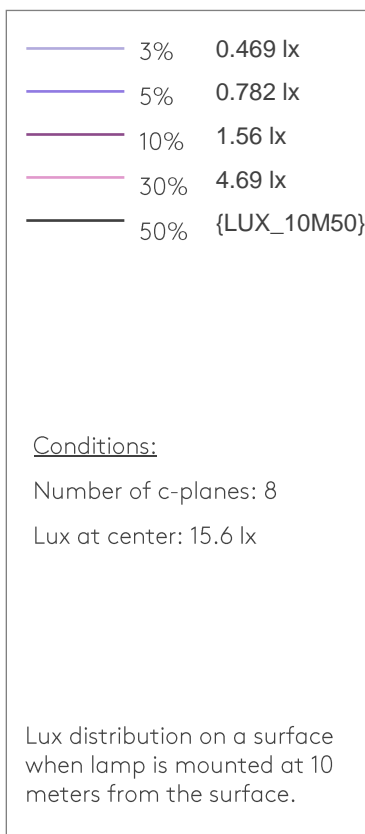 3% 0.469 lx
5% 0.782 lx
10% 1.56 lx
30% 4.69 lx
50% {LUX_10M50}
Conditions:
Number of c-planes: 8
Lux at center: 15.6 lx
Lux distribution on a surface
when lamp is mounted at 10
meters from the surface.